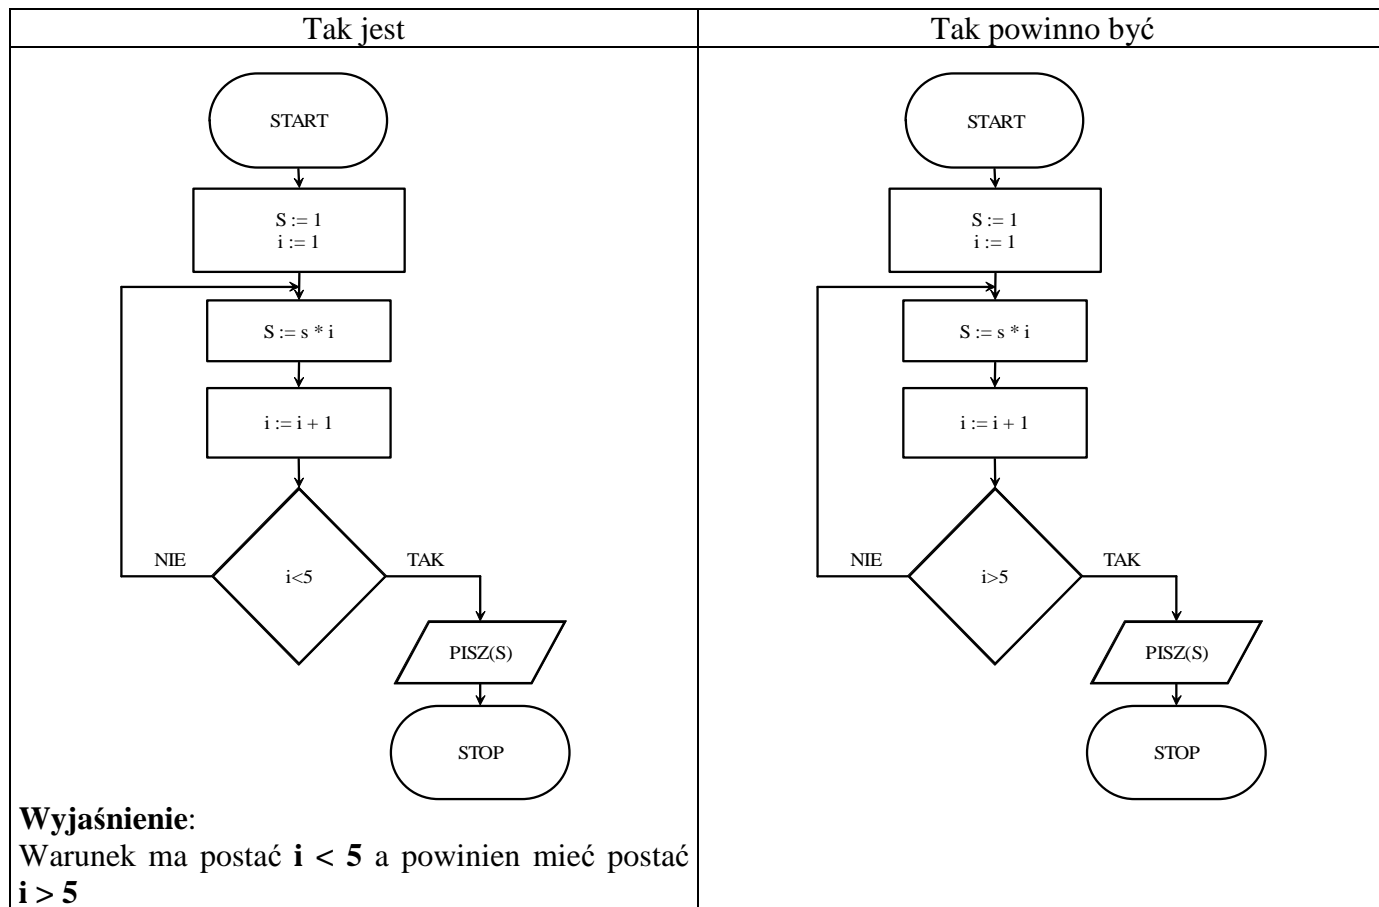 Tak jest
Tak powinno być
START
S := 1
i := 1
S := s * i
i := i + 1
NIE
i<5
TAK
PISZ(S)
STOP
Wyjaśnienie:
Warunek ma postać i < 5 a powinien mieć postać
i > 5
START
S := 1
i := 1
S := s * i
i := i + 1
NIE
i>5
TAK
PISZ(S)
STOP